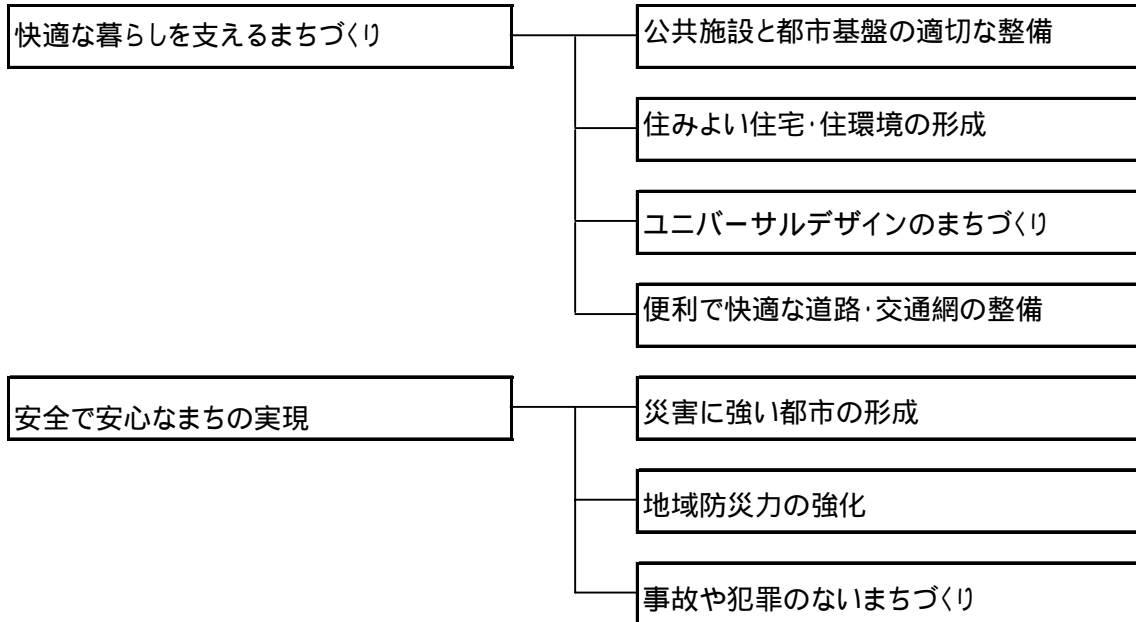 快適な暮らしを支えるまちづくり
公共施設と都市基盤の適切な整備
住みよい住宅・住環境の形成
ユニバーサルデザインのまちづくり
便利で快適な道路・交通網の整備
安全で安心なまちの実現
災害に強い都市の形成
地域防災力の強化
事故や犯罪のないまちづくり